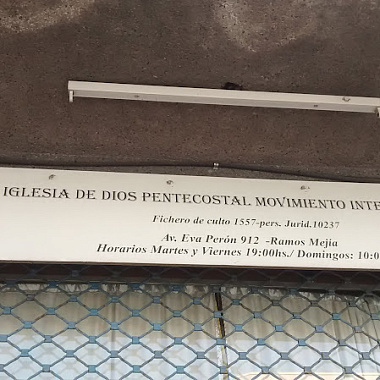 IGLESIA DE DIOS PENTECOSTAL MOVIMIENTO INTE
Fichero de culto 1557-pers. Jurid.10237
Av. Eva Perón 912 -Ramos Mejia
Horarios Martes y Viernes 19:00hs./ Domingos: 10:0